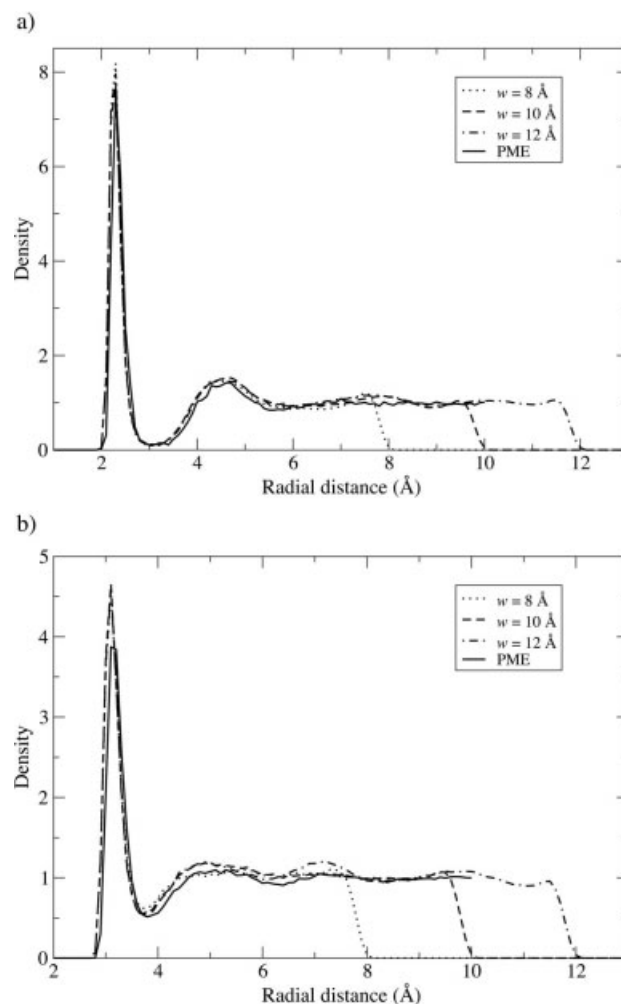 a)
8
6
4
2
0
Density
2 4 6 8 10 12
Radial distance (Å)
w = 8 Å
w = 10 Å
w = 12 Å
PME
b)
5
4
3
2
1
0
Density
2 4 6 8 10 12
Radial distance (Å)
w = 8 Å
w = 10 Å
w = 12 Å
PME